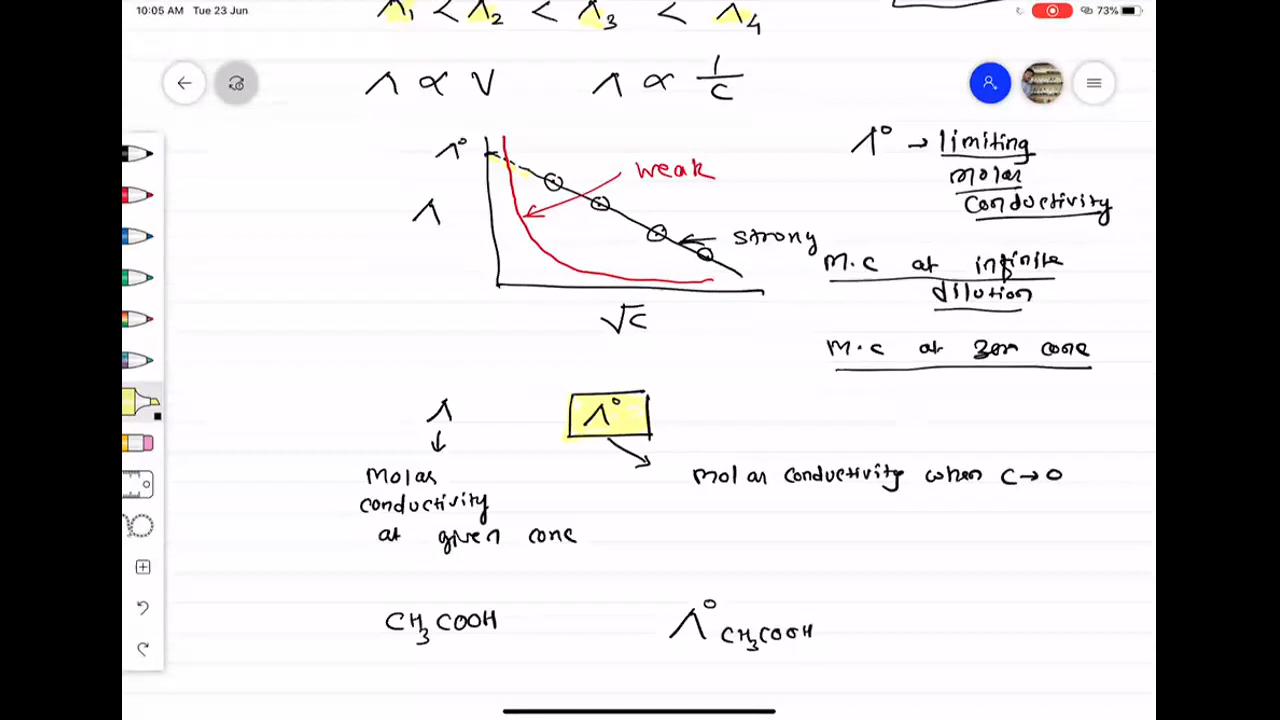 10:05 AM Tue 23 Jun
73%
Λ1 < Λ2 < Λ3 < Λ4
Λ ∝ V Λ ∝ 1/C
Λ° → limiting
molar
conductivity
Λ°
weak
Λ
strong
M.C at infinite
dilution
√C
M.C at zero conc
Λ Λ°
Molar
conductivity
at given conc
Molar conductivity when C→0
CH3COOH Λ°CH3COOH